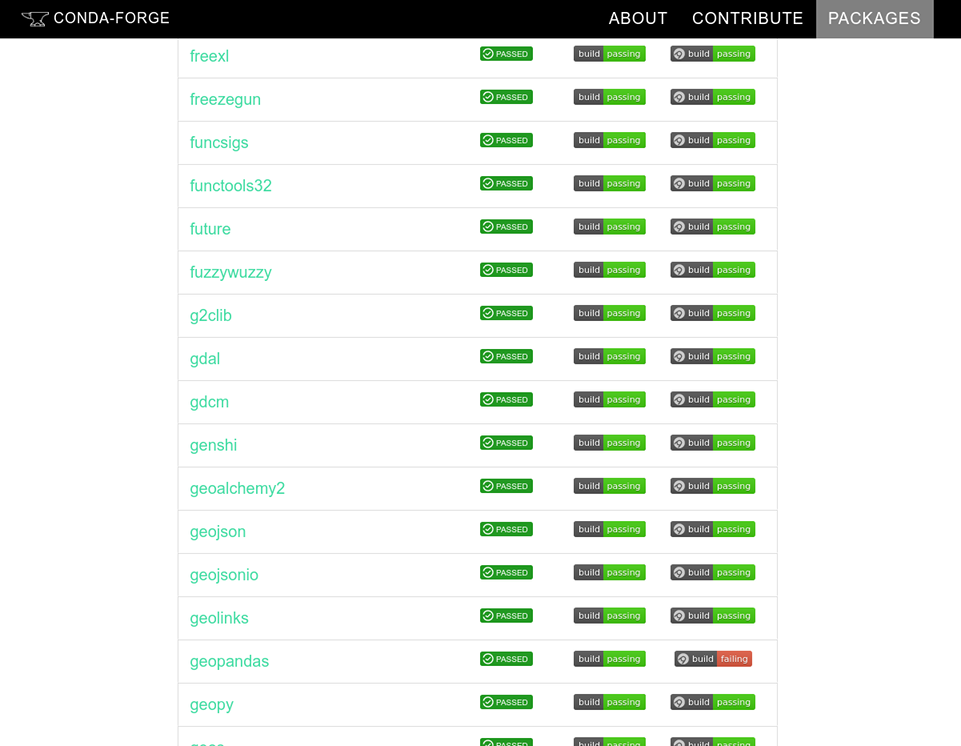 CONDA-FORGE ABOUT CONTRIBUTE PACKAGES
freexl PASSED build passing build passing
freezegun PASSED build passing build passing
funcsigs PASSED build passing build passing
functools32 PASSED build passing build passing
future PASSED build passing build passing
fuzzywuzzy PASSED build passing build passing
g2clib PASSED build passing build passing
gdal PASSED build passing build passing
gdcm PASSED build passing build passing
genshi PASSED build passing build passing
geoalchemy2 PASSED build passing build passing
geojson PASSED build passing build passing
geojsonio PASSED build passing build passing
geolinks PASSED build passing build passing
geopandas PASSED build passing build failing
geopy PASSED build passing build passing
PASSED build passing build passing